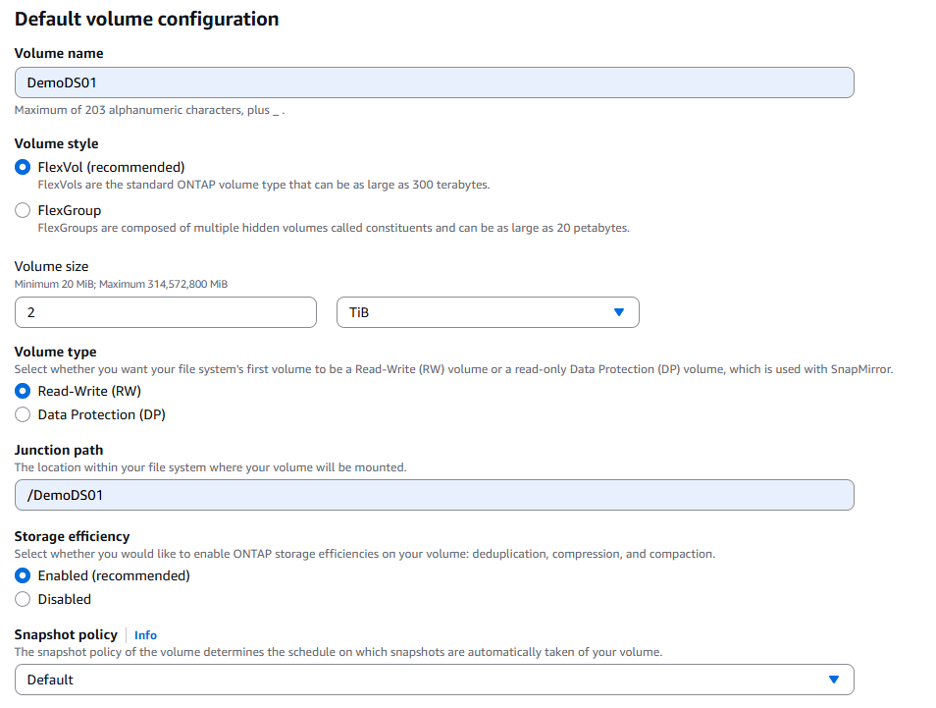 Default volume configuration
Volume name
DemoDS01
Maximum of 203 alphanumeric characters, plus _ .
Volume style
FlexVol (recommended)
FlexVols are the standard ONTAP volume type that can be as large as 300 terabytes.
FlexGroup
FlexGroups are composed of multiple hidden volumes called constituents and can be as large as 20 petabytes.
Volume size
Minimum 20 MiB; Maximum 314,572,800 MiB
2 TiB
Volume type
Select whether you want your file system's first volume to be a Read-Write (RW) volume or a read-only Data Protection (DP) volume, which is used with SnapMirror.
Read-Write (RW)
Data Protection (DP)
Junction path
The location within your file system where your volume will be mounted.
/DemoDS01
Storage efficiency
Select whether you would like to enable ONTAP storage efficiencies on your volume: deduplication, compression, and compaction.
Enabled (recommended)
Disabled
Snapshot policy Info
The snapshot policy of the volume determines the schedule on which snapshots are automatically taken of your volume.
Default